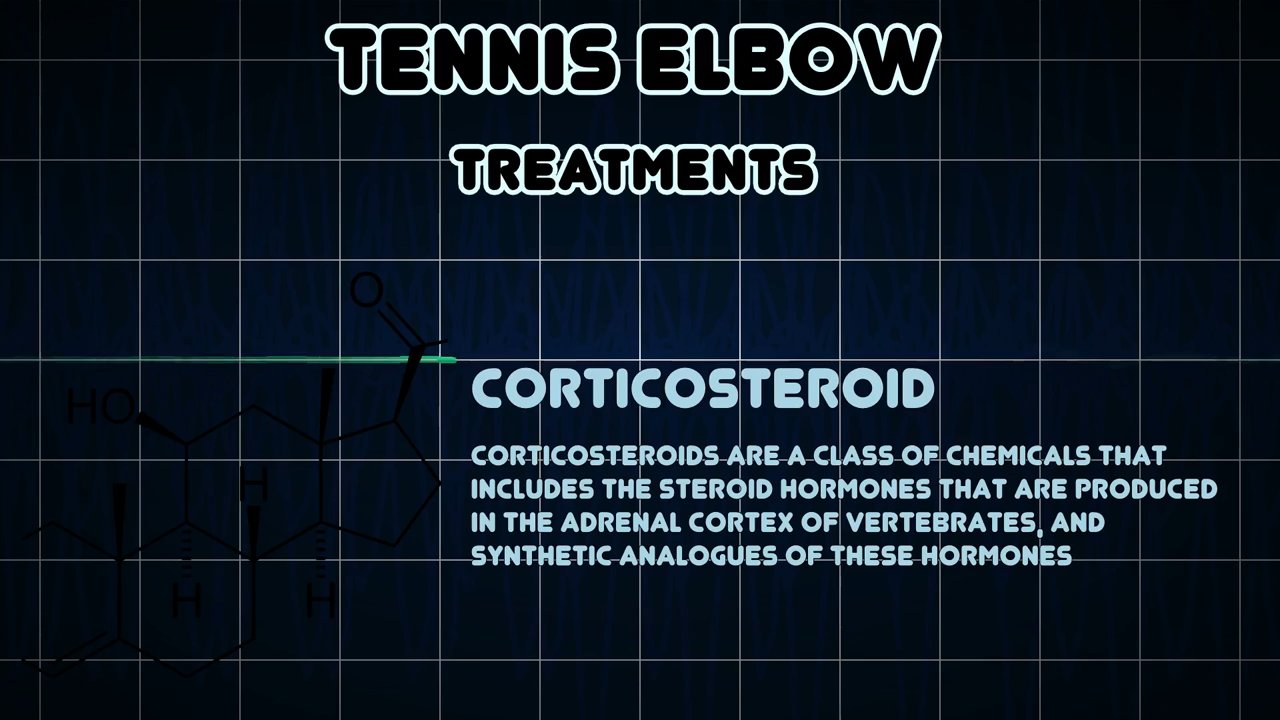 TENNIS ELBOW
TREATMENTS
O
HO
CORTICOSTEROID
CORTICOSTEROIDS ARE A CLASS OF CHEMICALS THAT
INCLUDES THE STEROID HORMONES THAT ARE PRODUCED
H
IN THE ADRENAL CORTEX OF VERTEBRATES, AND
SYNTHETIC ANALOGUES OF THESE HORMONES
H H